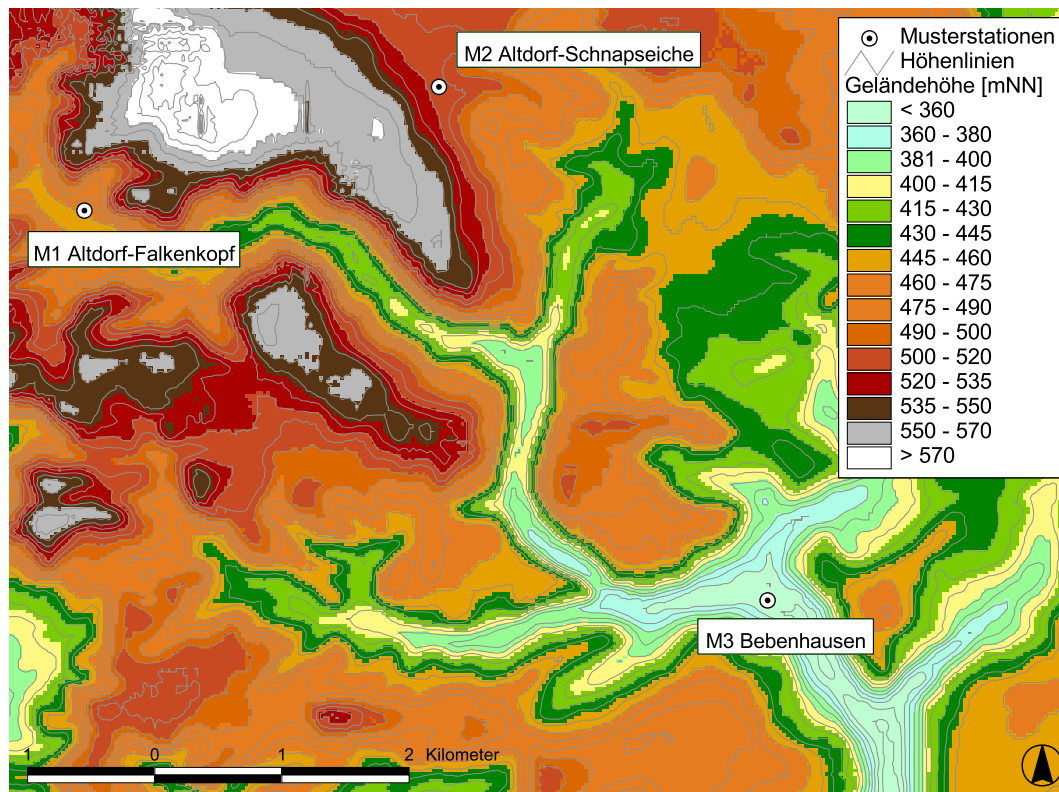 M2 Altdorf-Schnapseiche
M1 Altdorf-Falkenkopf
M3 Bebenhausen
Musterstationen
Höhenlinien
Geländehöhe [mNN]
< 360
360 - 380
381 - 400
400 - 415
415 - 430
430 - 445
445 - 460
460 - 475
475 - 490
490 - 500
500 - 520
520 - 535
535 - 550
550 - 570
> 570
1 0 1 2 Kilometer